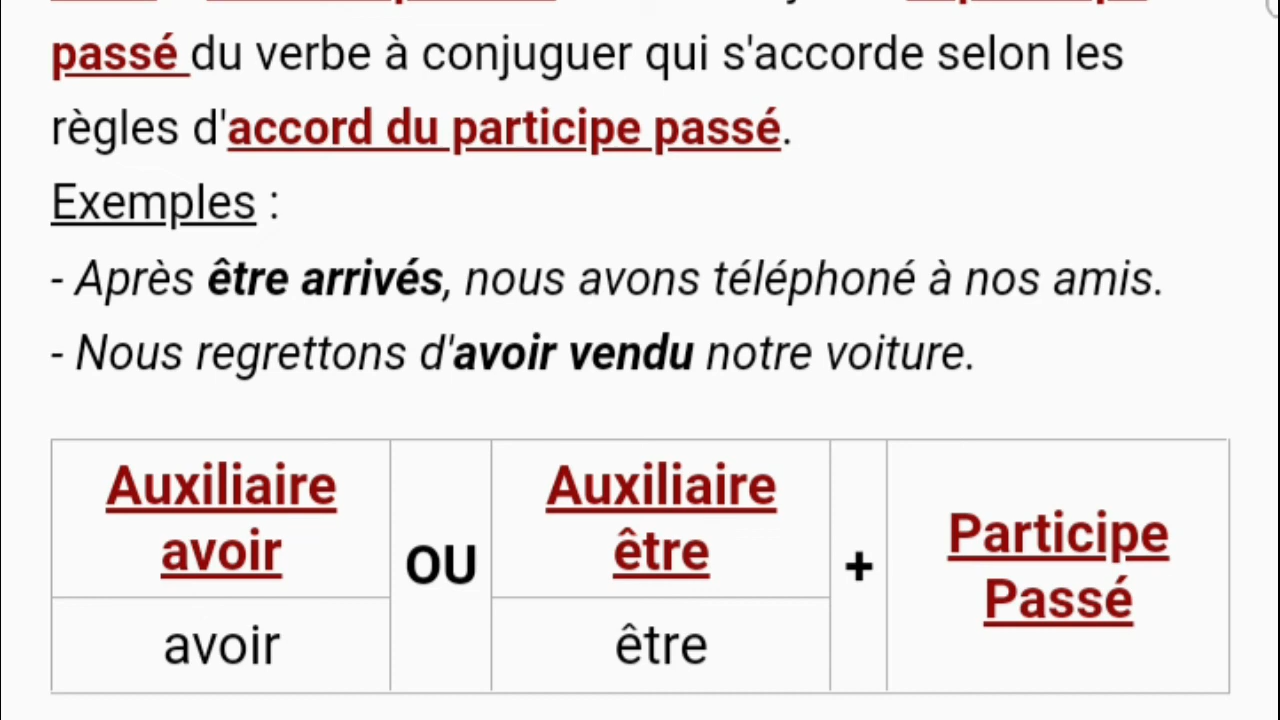 passé du verbe à conjuguer qui s'accorde selon les
règles d'accord du participe passé.
Exemples :
- Après être arrivés, nous avons téléphoné à nos amis.
- Nous regrettons d'avoir vendu notre voiture.
Auxiliaire
avoir
OU
Auxiliaire
être
+
Participe
Passé
avoir
être